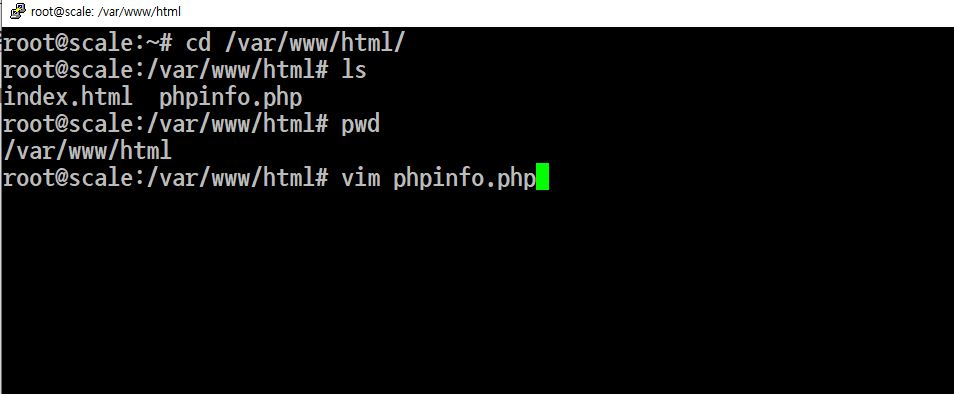 root@scale: /var/www/html
root@scale:~# cd /var/www/html/
root@scale:/var/www/html# ls
index.html  phpinfo.php
root@scale:/var/www/html# pwd
/var/www/html
root@scale:/var/www/html# vim phpinfo.php